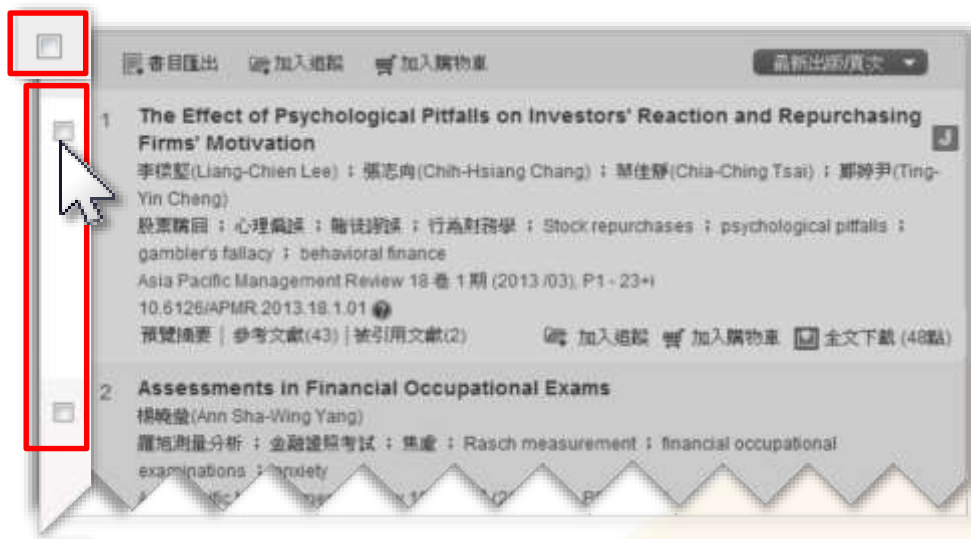 書目匯出 加入追蹤 加入購物車 最新出版/頁次
1 The Effect of Psychological Pitfalls on Investors' Reaction and Repurchasing
Firms' Motivation
(Liang-Chien Lee)；張志向(Chih-Hsiang Chang)；蔡佳靜(Chia-Ching Tsai)；鄭婷尹(Ting-
Yin Cheng)
股票購回；心理偏誤；賭徒謬誤；行為財務學；Stock repurchases；psychological pitfalls；
gambler's fallacy；behavioral finance
Asia Pacific Management Review 18 卷 1 期 (2013 /03), P1 - 23+i
10.6126/APMR.2013.18.1.01
預覽摘要 | 參考文獻(43) | 被引用文獻(2) 加入追蹤 加入購物車 全文下載 (48點)
2 Assessments in Financial Occupational Exams
楊曉瑩(Ann Sha-Wing Yang)
羅旭測量分析；金融證照考試；焦慮；Rasch measurement；financial occupational
examinations；anxiety